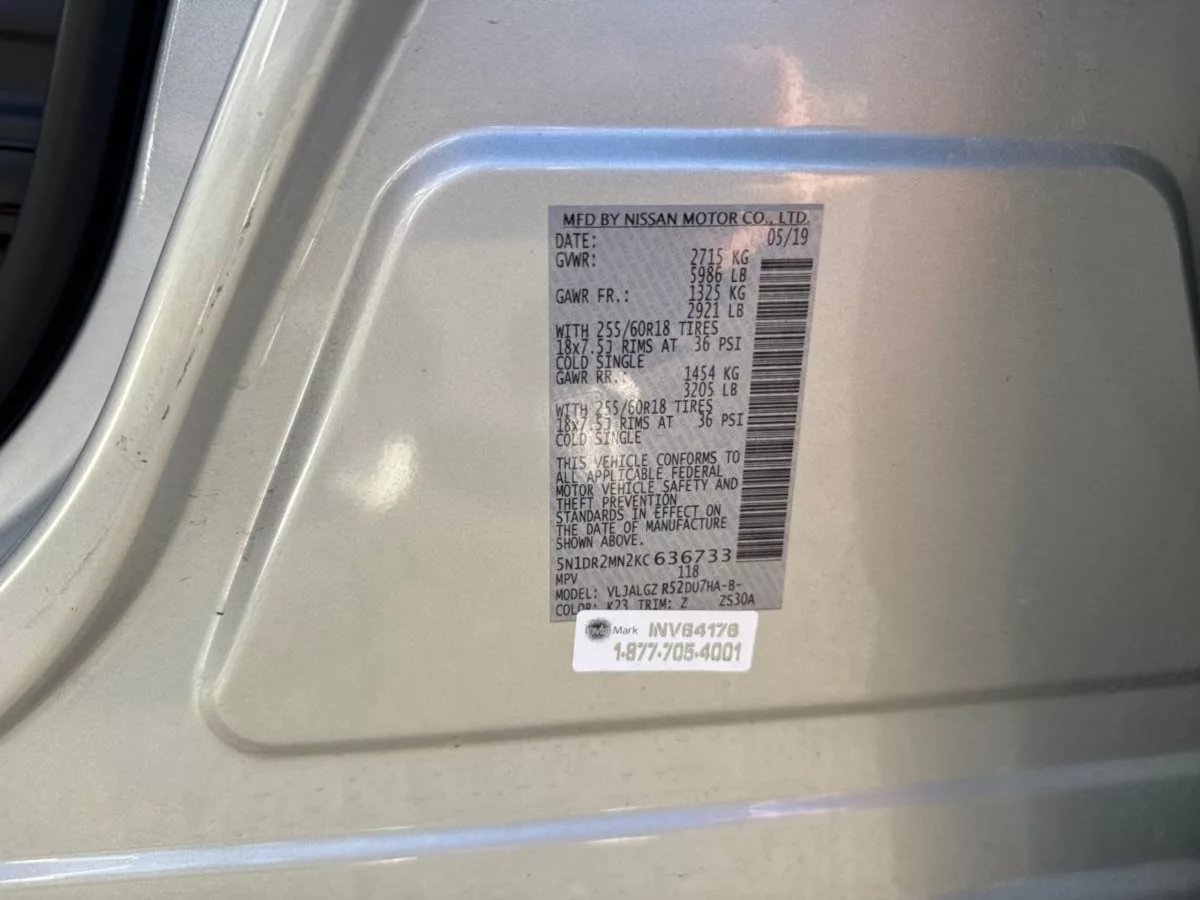 MFD BY NISSAN MOTOR CO., LTD.
DATE: 05/19
GVWR: 2715 KG
5986 LB
GAWR FR.: 1325 KG
2921 LB
WITH 255/60R18 TIRES
18x7.5J RIMS AT 36 PSI
COLD SINGLE
GAWR RR.: 1454 KG
3205 LB
WITH 255/60R18 TIRES
18x7.5J RIMS AT 36 PSI
COLD SINGLE
THIS VEHICLE CONFORMS TO
ALL APPLICABLE FEDERAL
MOTOR VEHICLE SAFETY AND
THEFT PREVENTION
STANDARDS IN EFFECT ON
THE DATE OF MANUFACTURE
SHOWN ABOVE.
5N1DR2MN2KC636733
MPV 118
MODEL: VLJALGZ R52DU7HA-B-
COLOR: K23 TRIM: Z ZS30A
Mark INV64176
1-877-705-4001